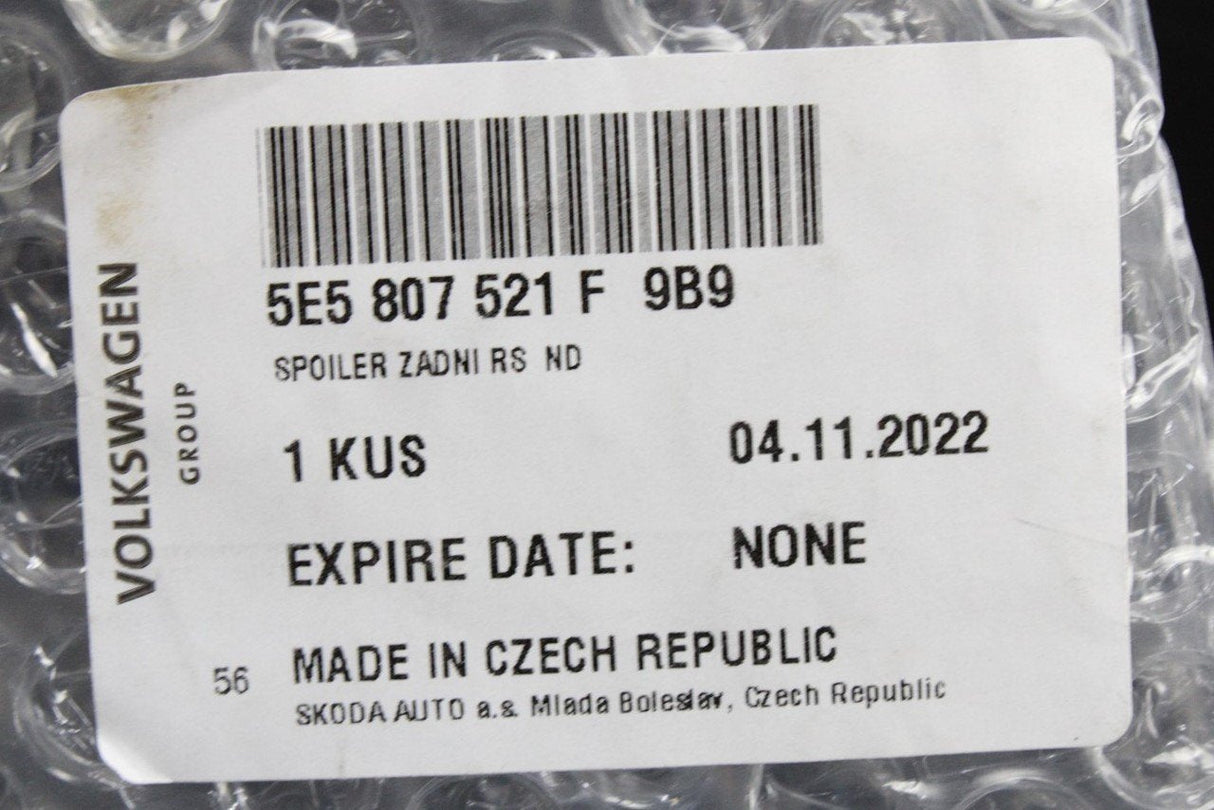 VOLKSWAGEN
GROUP
5E5 807 521 F 9B9
SPOILER ZADNI RS ND
1 KUS 04.11.2022
EXPIRE DATE: NONE
56 MADE IN CZECH REPUBLIC
SKODA AUTO a.s. Mlada Boleslav, Czech Republic